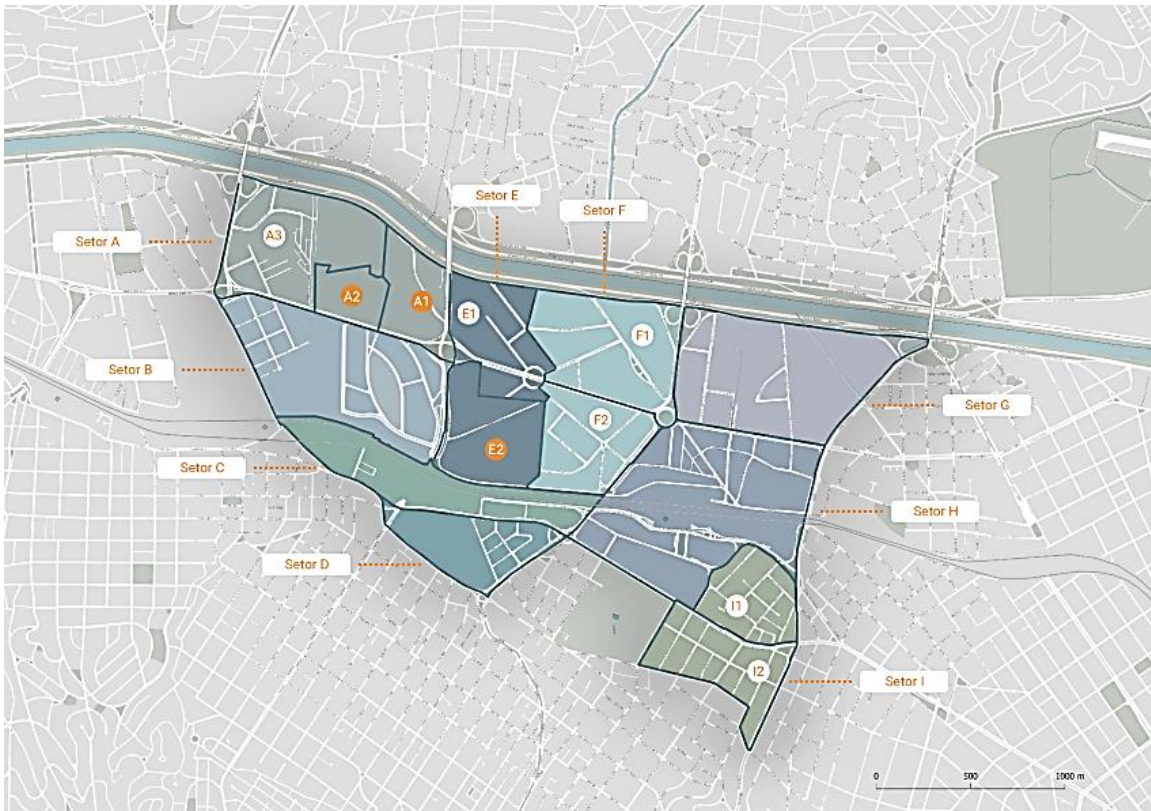 Setor E
Setor F
Setor A
A3
A2
A1
E1
F1
Setor B
Setor G
F2
E2
Setor C
Setor H
Setor D
I1
I2
Setor I
0 500 1000 m